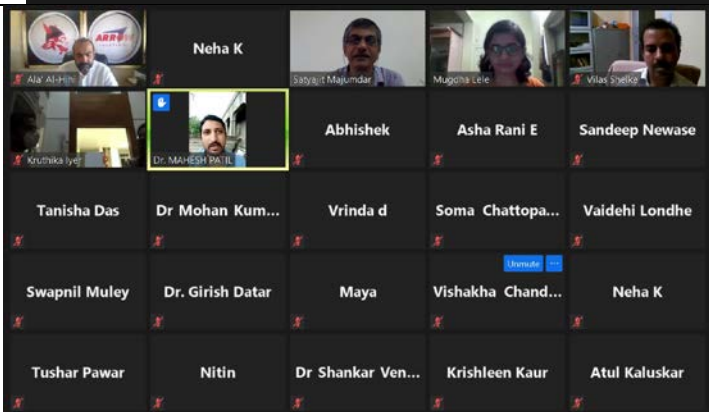 ARROW
Ala' Al-Hihi
Neha K
Satyajit Majumdar
Mugdha Lele
Vilas Shelke
Kruthika Iyer
Dr. MAHESH PATIL
Abhishek
Asha Rani E
Sandeep Newase
Tanisha Das
Dr Mohan Kum...
Vrinda d
Soma Chattopa...
Vaidehi Londhe
Swapnil Muley
Dr. Girish Datar
Maya
Unmute ...
Vishakha Chand...
Neha K
Tushar Pawar
Nitin
Dr Shankar Ven...
Krishleen Kaur
Atul Kaluskar